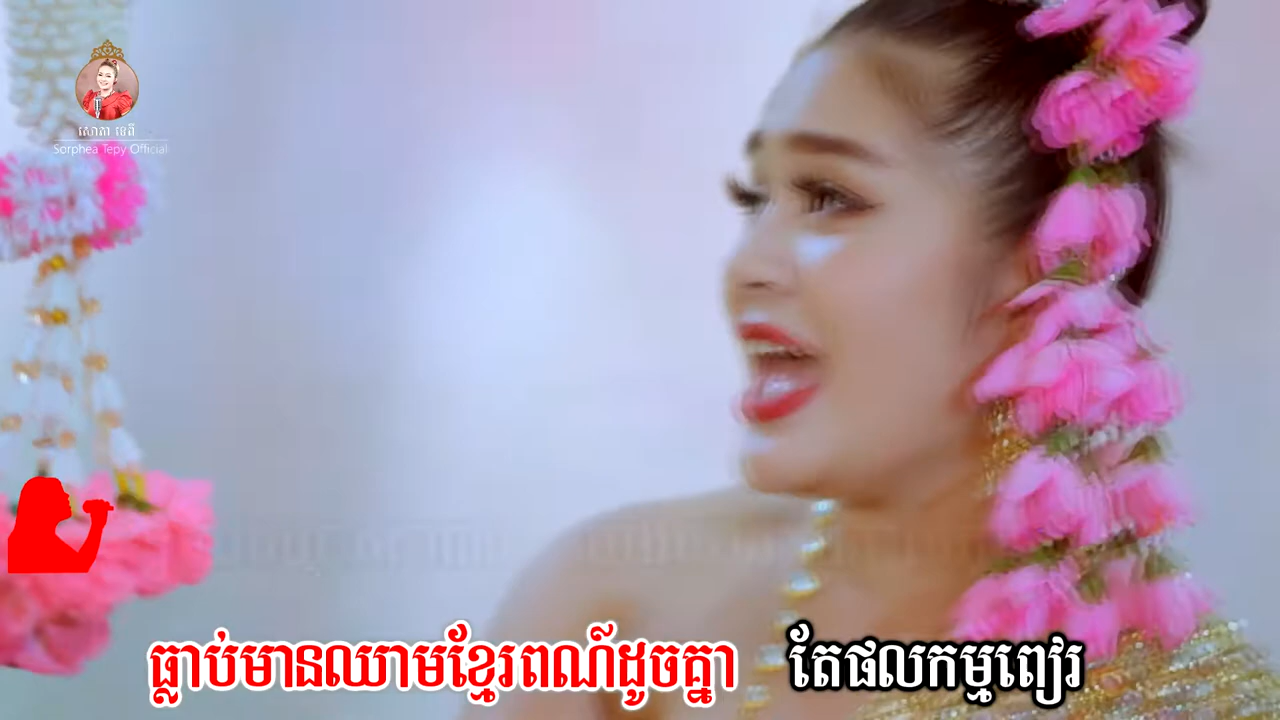 សោភា ទេពី
Sorphea Tepy Official
ធ្លាប់មានឈាមខ្មែរពណ៌ដូចគ្នា តែផលកម្មពៀរ